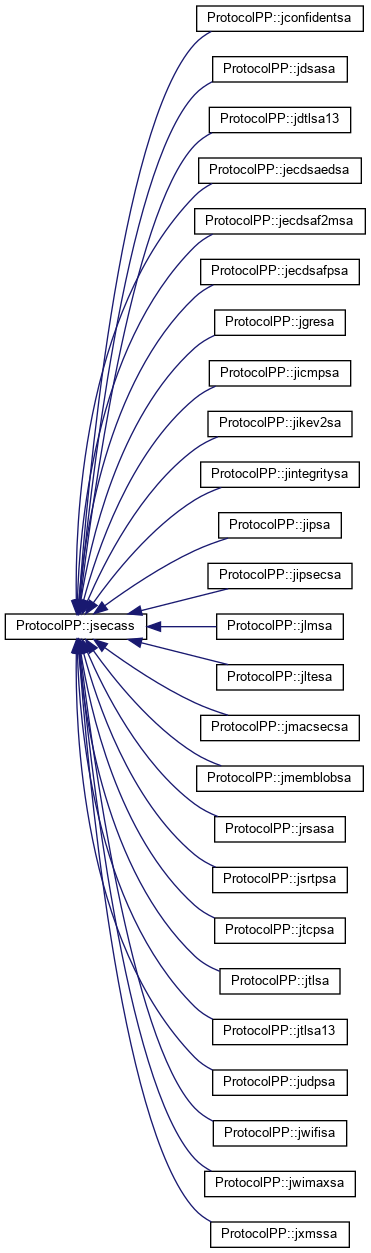 ProtocolPP::jconfidentsa
ProtocolPP::jdsasa
ProtocolPP::jdtlsa13
ProtocolPP::jecdsaedsa
ProtocolPP::jecdsaf2msa
ProtocolPP::jecdsafpsa
ProtocolPP::jgresa
ProtocolPP::jicmpsa
ProtocolPP::jikev2sa
ProtocolPP::jintegritysa
ProtocolPP::jipsa
ProtocolPP::jipsecsa
ProtocolPP::jsecass
ProtocolPP::jlmsa
ProtocolPP::jltesa
ProtocolPP::jmacsecsa
ProtocolPP::jmemblobsa
ProtocolPP::jrsasa
ProtocolPP::jsrtpsa
ProtocolPP::jtcpsa
ProtocolPP::jtlsa
ProtocolPP::jtlsa13
ProtocolPP::judpsa
ProtocolPP::jwifisa
ProtocolPP::jwimaxsa
ProtocolPP::jxmssa